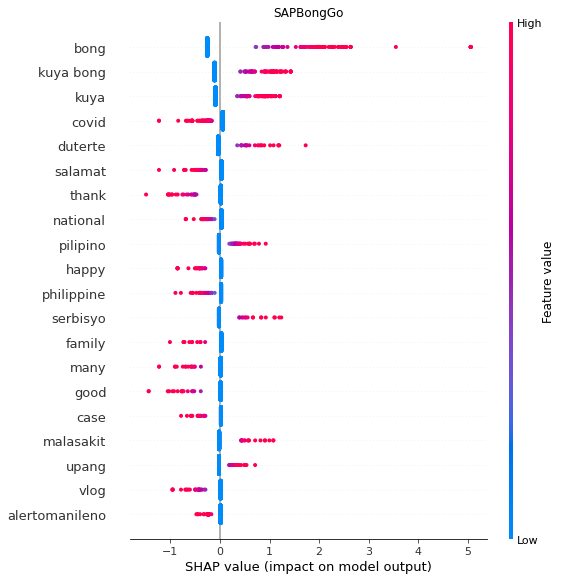 SAPBongGo
High
bong
kuya bong
kuya
covid
duterte
salamat
thank
national
pilipino
happy
philippine
serbisyo
family
many
good
case
malasakit
upang
vlog
alertomanileno
Feature value
Low
−1 0 1 2 3 4 5
SHAP value (impact on model output)